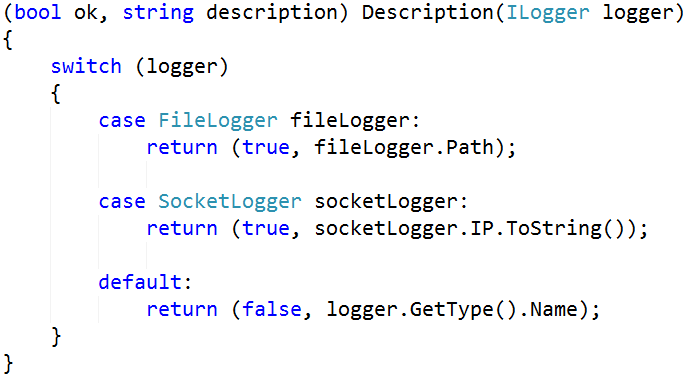 (bool ok, string description) Description(ILogger logger)
{
    switch (logger)
    {
        case FileLogger fileLogger:
            return (true, fileLogger.Path);

        case SocketLogger socketLogger:
            return (true, socketLogger.IP.ToString());

        default:
            return (false, logger.GetType().Name);
    }
}